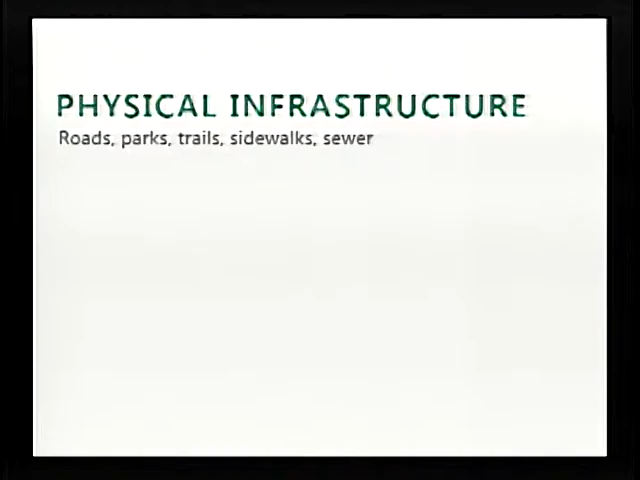 PHYSICAL INFRASTRUCTURE
Roads, parks, trails, sidewalks, sewer